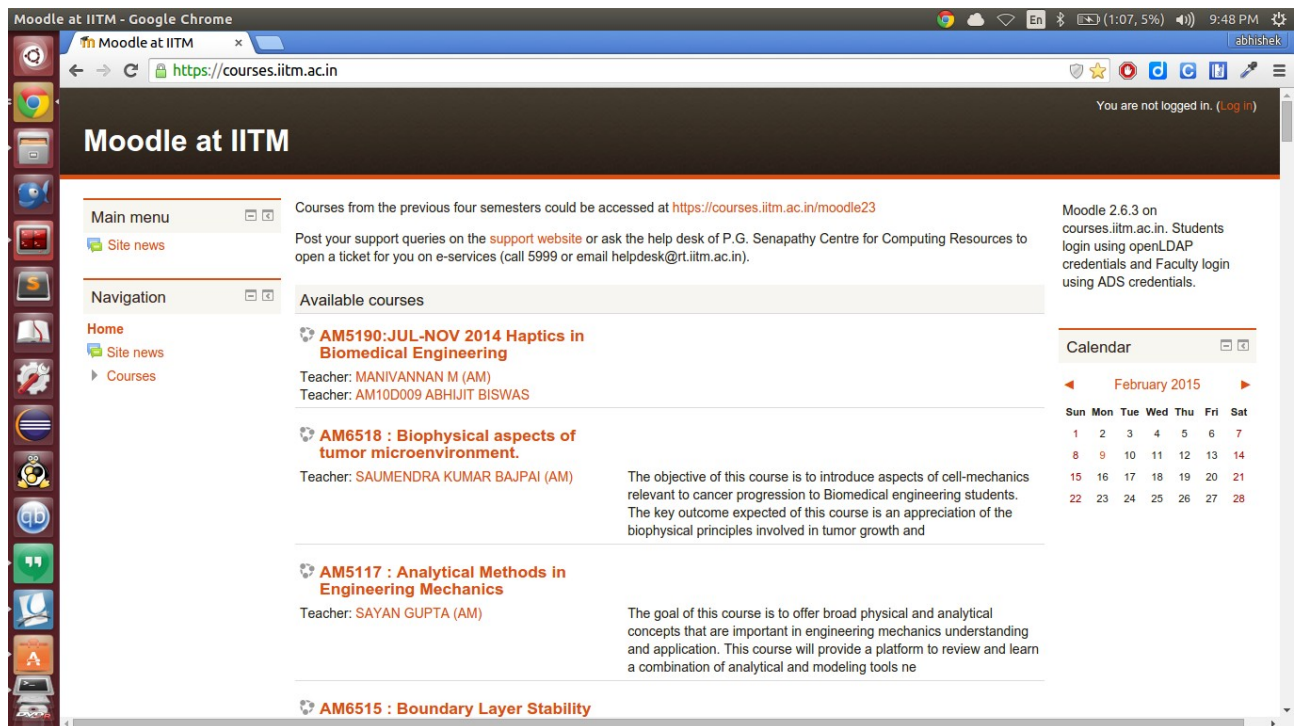 Moodle at IITM - Google Chrome
En
(1:07, 5%)
9:48 PM
Moodle at IITM
abhishek
https://courses.iitm.ac.in
You are not logged in. (Log in)
Moodle at IITM
Main menu
Site news
Navigation
Home
Site news
Courses
Courses from the previous four semesters could be accessed at https://courses.iitm.ac.in/moodle23
Post your support queries on the support website or ask the help desk of P.G. Senapathy Centre for Computing Resources to
open a ticket for you on e-services (call 5999 or email helpdesk@rt.iitm.ac.in).
Available courses
AM5190:JUL-NOV 2014 Haptics in
Biomedical Engineering
Teacher: MANIVANNAN M (AM)
Teacher: AM10D009 ABHIJIT BISWAS
AM6518 : Biophysical aspects of
tumor microenvironment.
Teacher: SAUMENDRA KUMAR BAJPAI (AM)
The objective of this course is to introduce aspects of cell-mechanics
relevant to cancer progression to Biomedical engineering students.
The key outcome expected of this course is an appreciation of the
biophysical principles involved in tumor growth and
AM5117 : Analytical Methods in
Engineering Mechanics
Teacher: SAYAN GUPTA (AM)
The goal of this course is to offer broad physical and analytical
concepts that are important in engineering mechanics understanding
and application. This course will provide a platform to review and learn
a combination of analytical and modeling tools ne
AM6515 : Boundary Layer Stability
Moodle 2.6.3 on
courses.iitm.ac.in. Students
login using openLDAP
credentials and Faculty login
using ADS credentials.
Calendar
February 2015
Sun Mon Tue Wed Thu Fri Sat
1 2 3 4 5 6 7
8 9 10 11 12 13 14
15 16 17 18 19 20 21
22 23 24 25 26 27 28